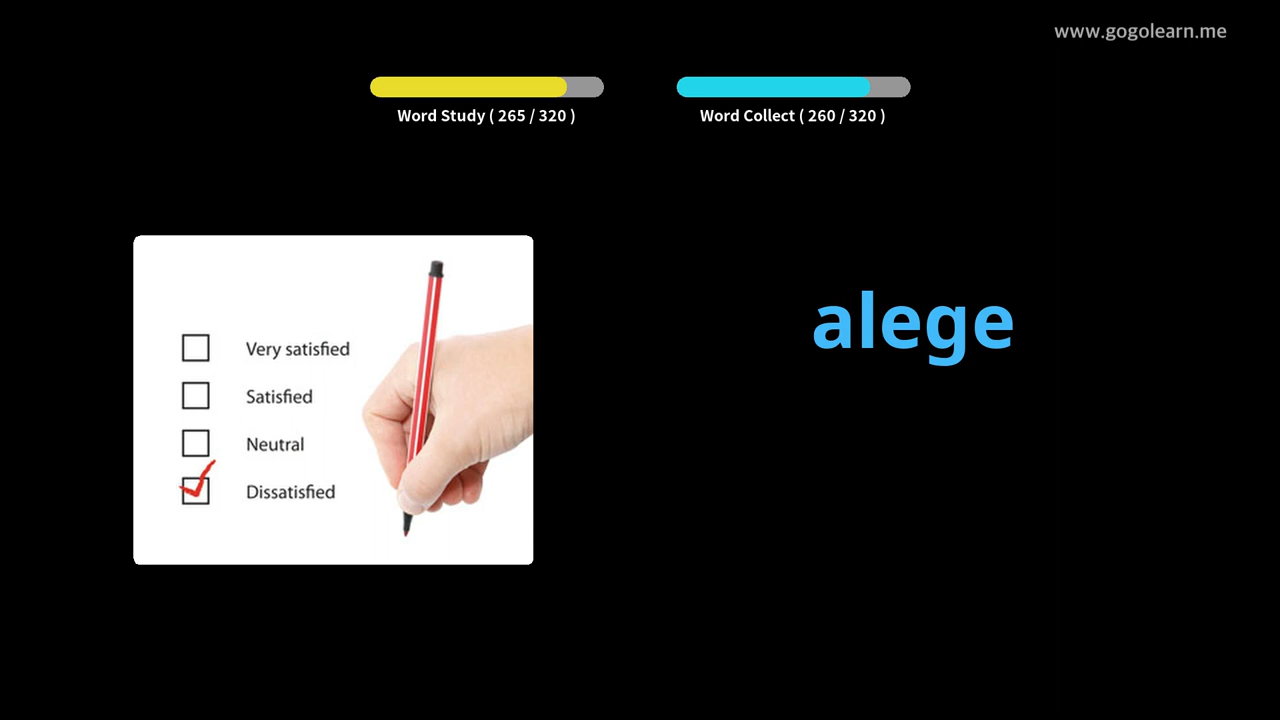 www.gogolearn.me
Word Study ( 265 / 320 )
Word Collect ( 260 / 320 )
alege
Very satisfied
Satisfied
Neutral
Dissatisfied